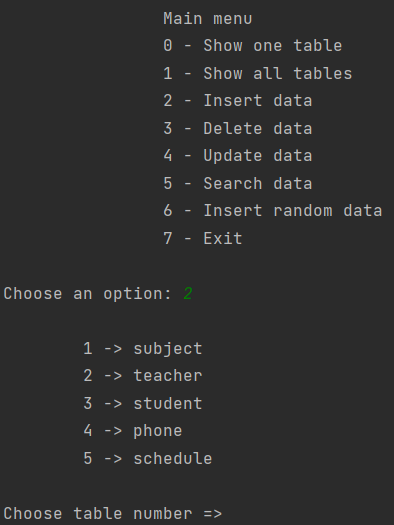 Main menu
0 - Show one table
1 - Show all tables
2 - Insert data
3 - Delete data
4 - Update data
5 - Search data
6 - Insert random data
7 - Exit
Choose an option: 2
1 -> subject
2 -> teacher
3 -> student
4 -> phone
5 -> schedule
Choose table number =>